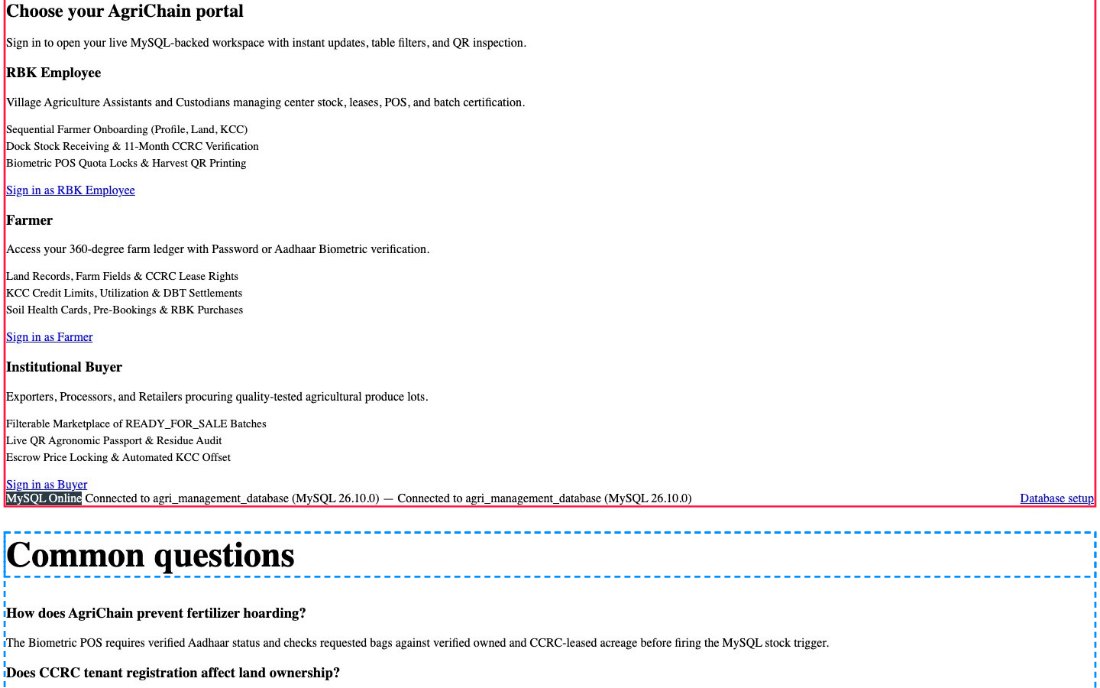 Choose your AgriChain portal
Sign in to open your live MySQL-backed workspace with instant updates, table filters, and QR inspection.
RBK Employee
Village Agriculture Assistants and Custodians managing center stock, leases, POS, and batch certification.
Sequential Farmer Onboarding (Profile, Land, KCC)
Dock Stock Receiving & 11-Month CCRC Verification
Biometric POS Quota Locks & Harvest QR Printing
Sign in as RBK Employee
Farmer
Access your 360-degree farm ledger with Password or Aadhaar Biometric verification.
Land Records, Farm Fields & CCRC Lease Rights
KCC Credit Limits, Utilization & DBT Settlements
Soil Health Cards, Pre-Bookings & RBK Purchases
Sign in as Farmer
Institutional Buyer
Exporters, Processors, and Retailers procuring quality-tested agricultural produce lots.
Filterable Marketplace of READY_FOR_SALE Batches
Live QR Agronomic Passport & Residue Audit
Escrow Price Locking & Automated KCC Offset
Sign in as Buyer
MySQL Online Connected to agri_management_database (MySQL 26.10.0) — Connected to agri_management_database (MySQL 26.10.0) Database setup
Common questions
How does AgriChain prevent fertilizer hoarding?
The Biometric POS requires verified Aadhaar status and checks requested bags against verified owned and CCRC-leased acreage before firing the MySQL stock trigger.
Does CCRC tenant registration affect land ownership?